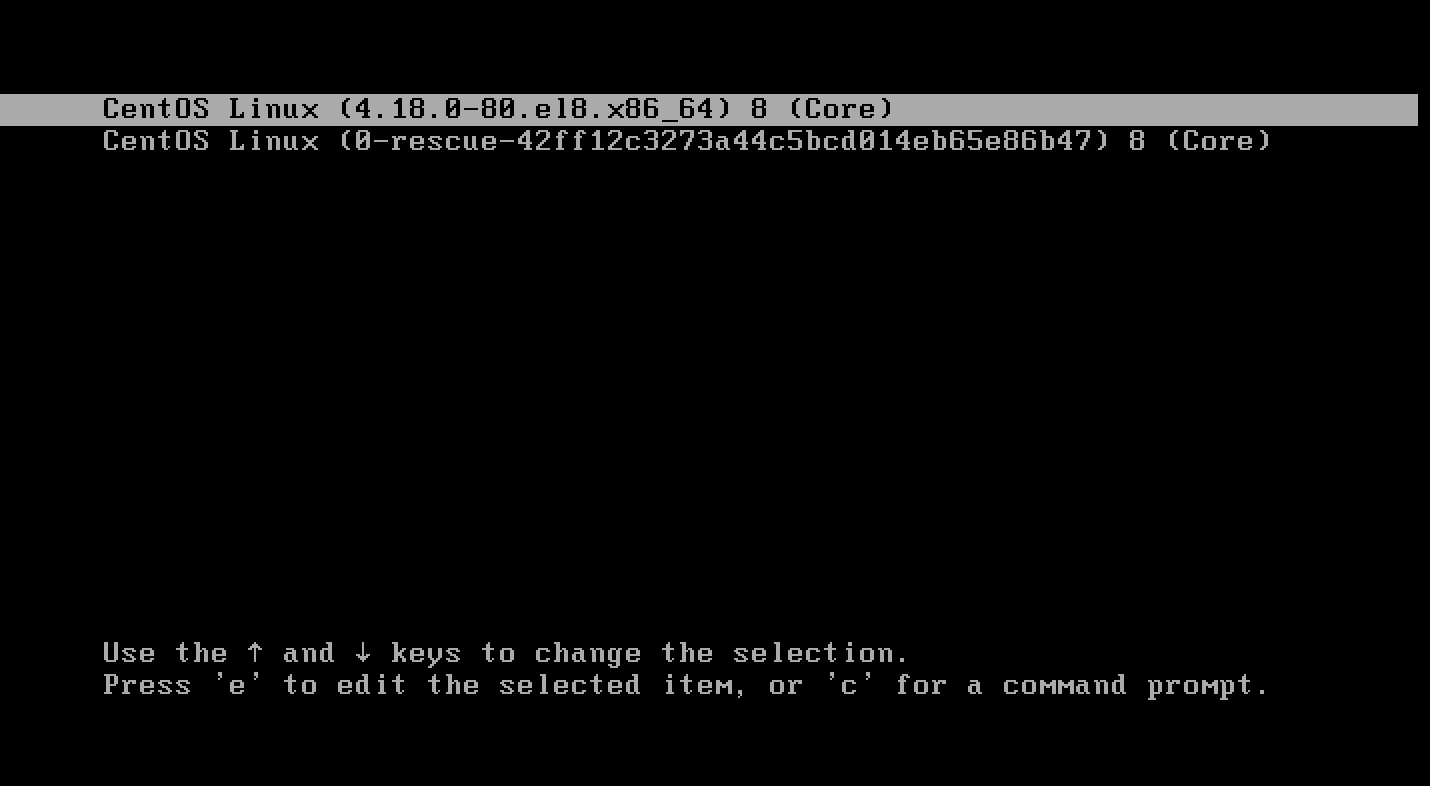 CentOS Linux (4.18.0-80.el8.x86_64) 8 (Core)
CentOS Linux (0-rescue-42ff12c3273a44c5bcd014eb65e86b47) 8 (Core)
Use the ↑ and ↓ keys to change the selection.
Press 'e' to edit the selected item, or 'c' for a command prompt.